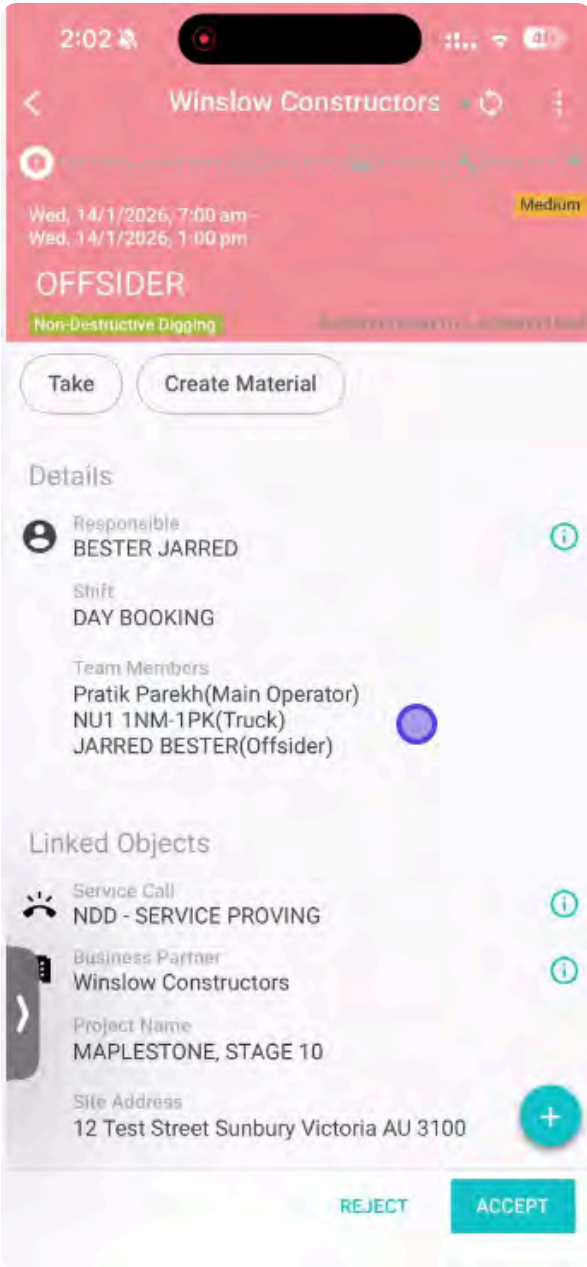 2:02
Winslow Constructors
Wed, 14/1/2026, 7:00 am -
Wed, 14/1/2026, 1:00 pm
Medium
OFFSIDER
Non-Destructive Digging
Take
Create Material
Details
Responsible
BESTER JARRED
Shift
DAY BOOKING
Team Members
Pratik Parekh(Main Operator)
NU1 1NM-1PK(Truck)
JARRED BESTER(Offsider)
Linked Objects
Service Call
NDD - SERVICE PROVING
Business Partner
Winslow Constructors
Project Name
MAPLESTONE, STAGE 10
Site Address
12 Test Street Sunbury Victoria AU 3100
REJECT
ACCEPT